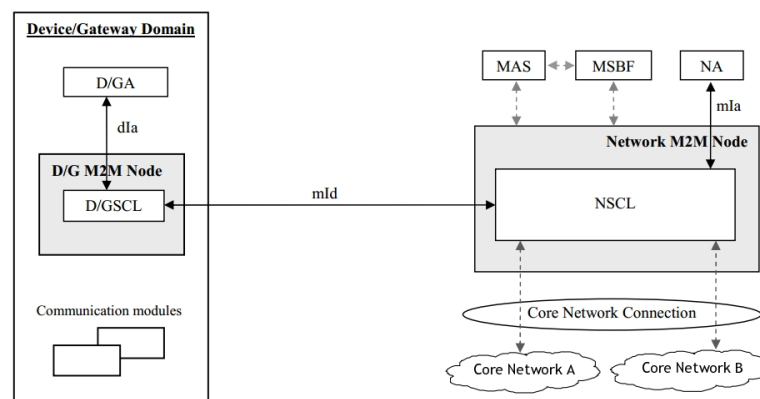 Device/Gateway Domain
D/GA
dIa
D/G M2M Node
D/GSCL
Communication modules
mId
MAS
MSBF
NA
mIa
Network M2M Node
NSCL
Core Network Connection
Core Network A
Core Network B